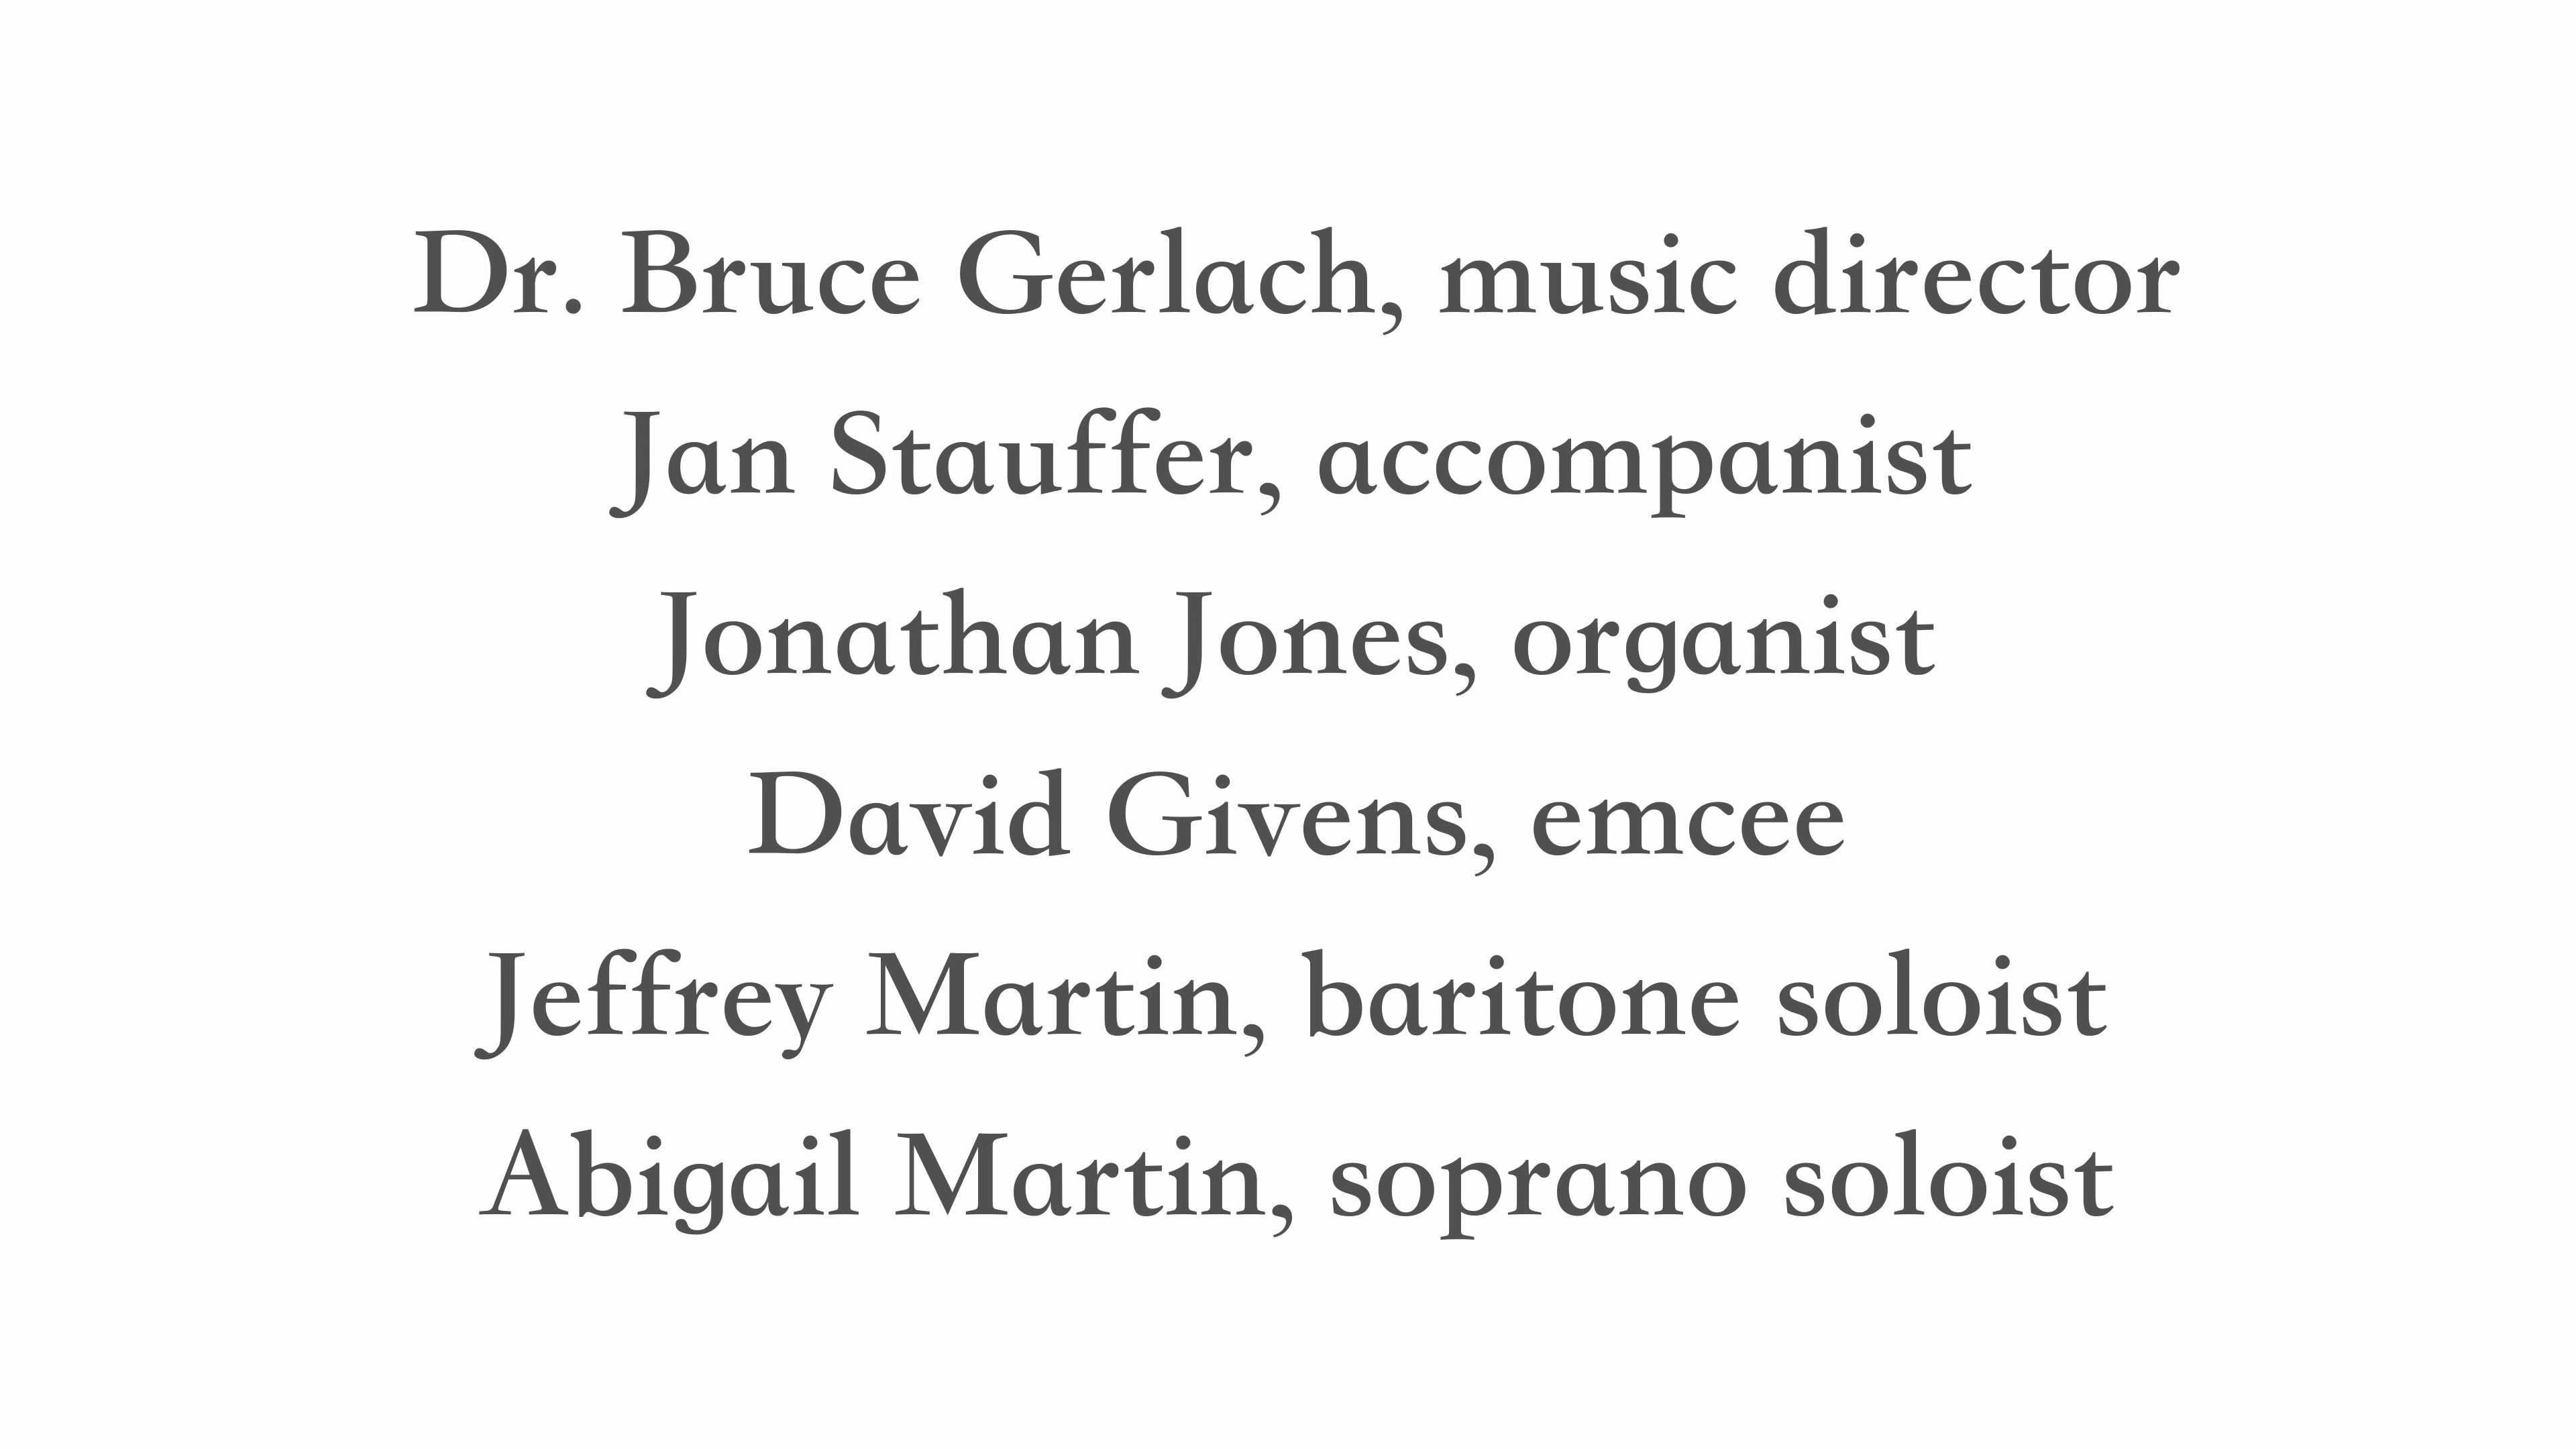 Dr. Bruce Gerlach, music director
Jan Stauffer, accompanist
Jonathan Jones, organist
David Givens, emcee
Jeffrey Martin, baritone soloist
Abigail Martin, soprano soloist